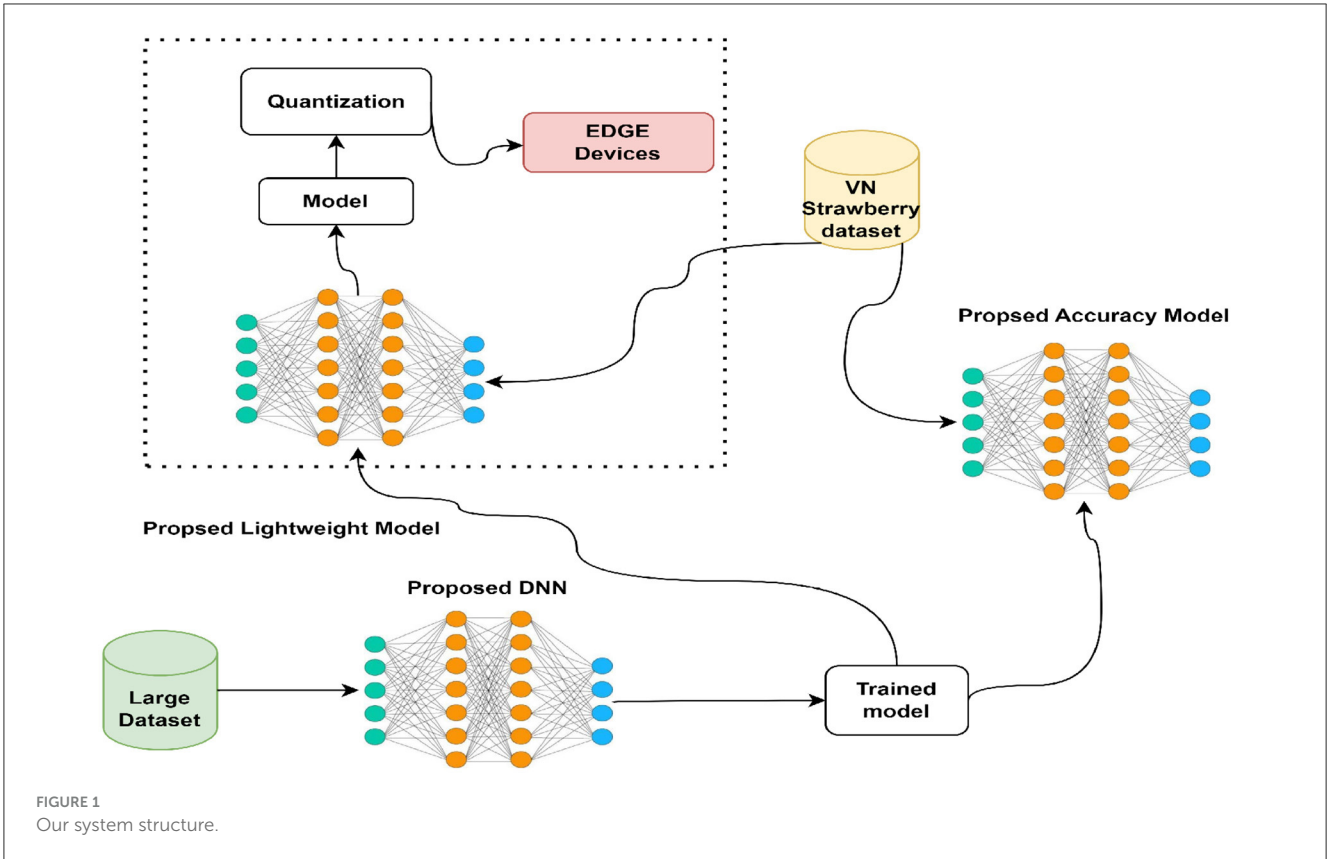 Quantization
EDGE
Devices
Model
VN
Strawberry
dataset
Propsed Accuracy Model
Propsed Lightweight Model
Proposed DNN
Large
Dataset
Trained
model
FIGURE 1
Our system structure.